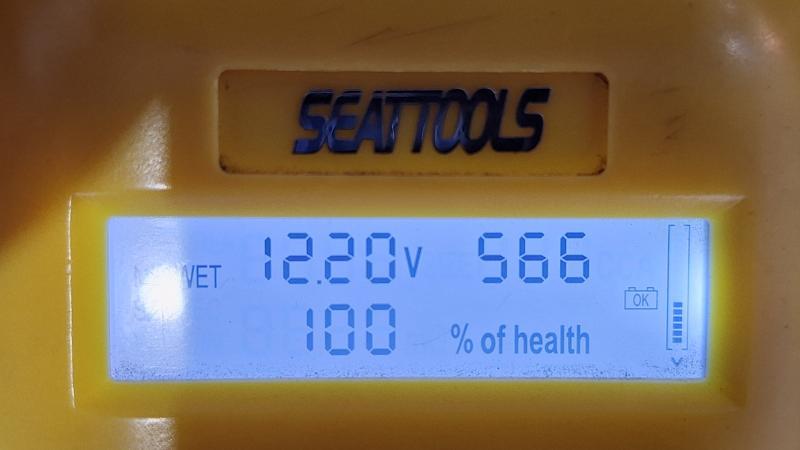 SEATTOOLS
WET 12.20V 566
OK
100 % of health